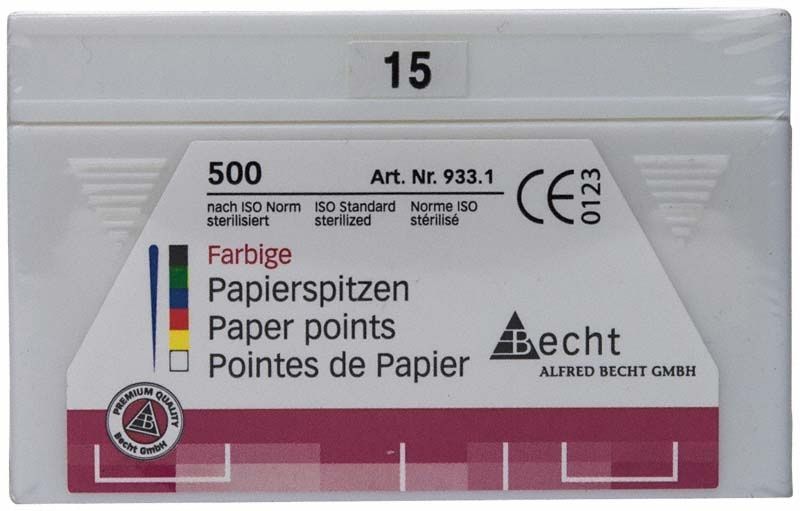 15
500 Art. Nr. 933.1
nach ISO Norm ISO Standard Norme ISO
sterilisiert sterilized stérilisé
CE 0123
Farbige
Papierspitzen
Paper points
Pointes de Papier
Becht
ALFRED BECHT GMBH
PREMIUM QUALITY
B
Becht GmbH